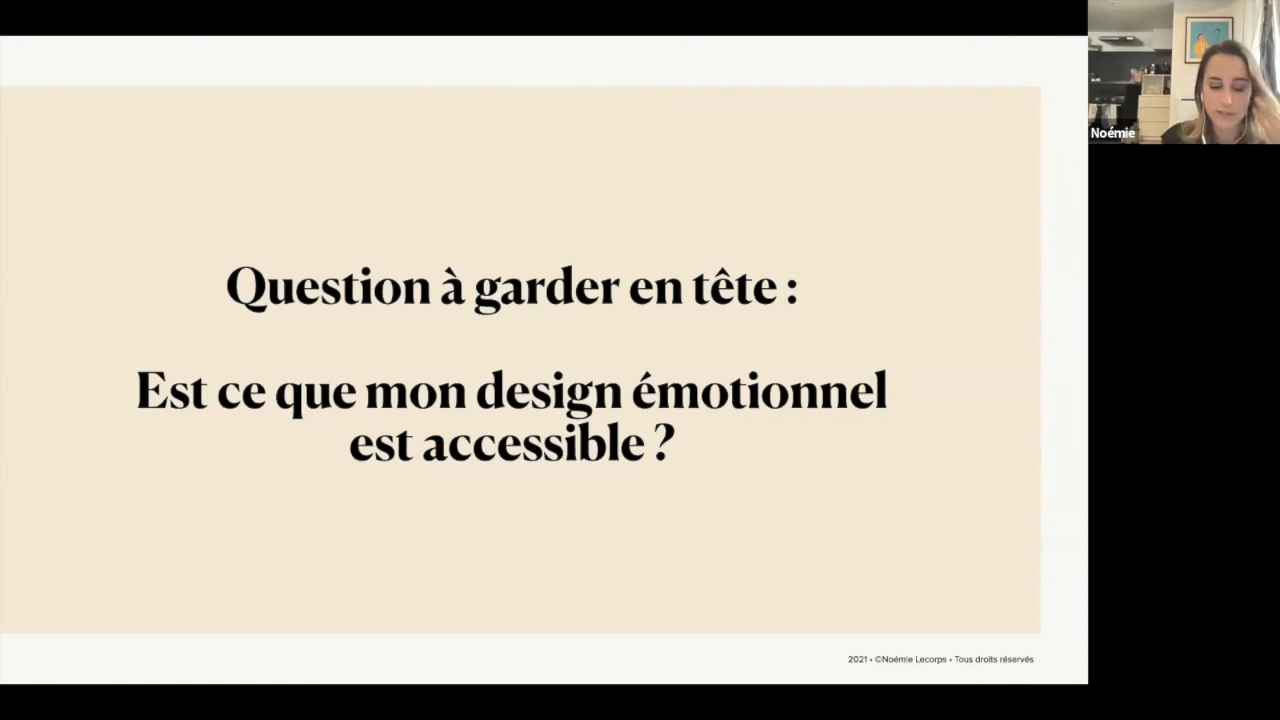 Question à garder en tête :
Est ce que mon design émotionnel
est accessible ?
Noémie
2021 • ©Noémie Lecorps • Tous droits réservés